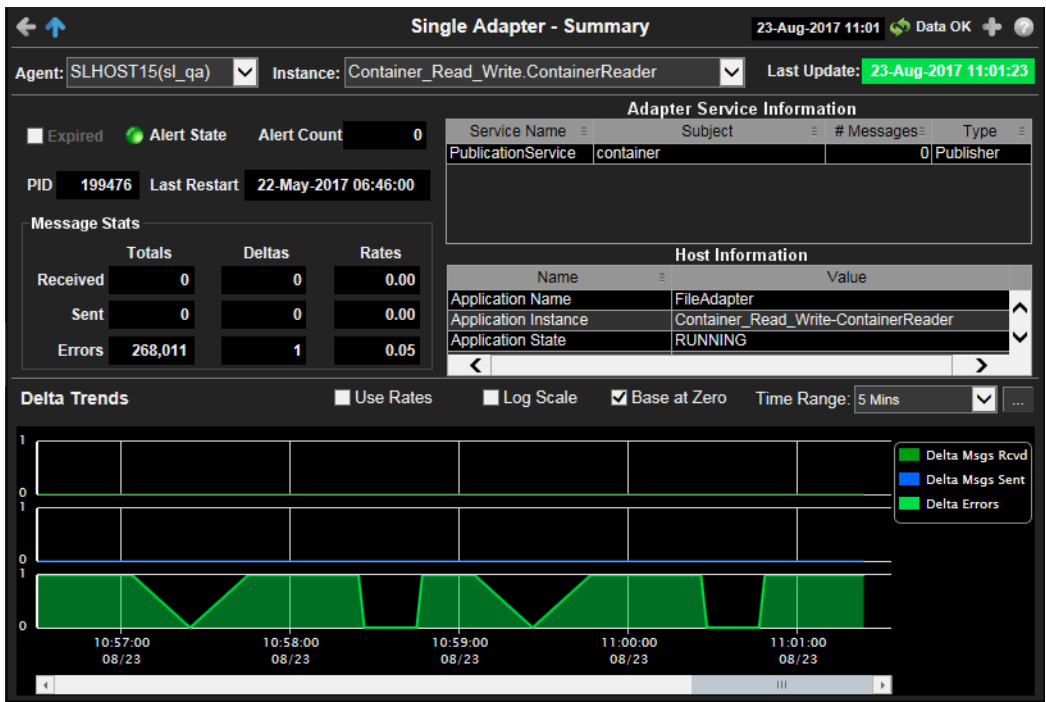 Single Adapter - Summary
23-Aug-2017 11:01 Data OK
Agent: SLHOST15(sl_qa) Instance: Container_Read_Write.ContainerReader Last Update: 23-Aug-2017 11:01:23
Expired Alert State Alert Count 0
PID 199476 Last Restart 22-May-2017 06:46:00
Message Stats
Totals Deltas Rates
Received 0 0 0.00
Sent 0 0 0.00
Errors 268,011 1 0.05
Adapter Service Information
Service Name Subject # Messages Type
PublicationService container 0 Publisher
Host Information
Name Value
Application Name FileAdapter
Application Instance Container_Read_Write-ContainerReader
Application State RUNNING
Delta Trends Use Rates Log Scale Base at Zero Time Range: 5 Mins ...
1
0
1
0
1
0
10:57:00 10:58:00 10:59:00 11:00:00 11:01:00
08/23 08/23 08/23 08/23 08/23
Delta Msgs Rcvd
Delta Msgs Sent
Delta Errors